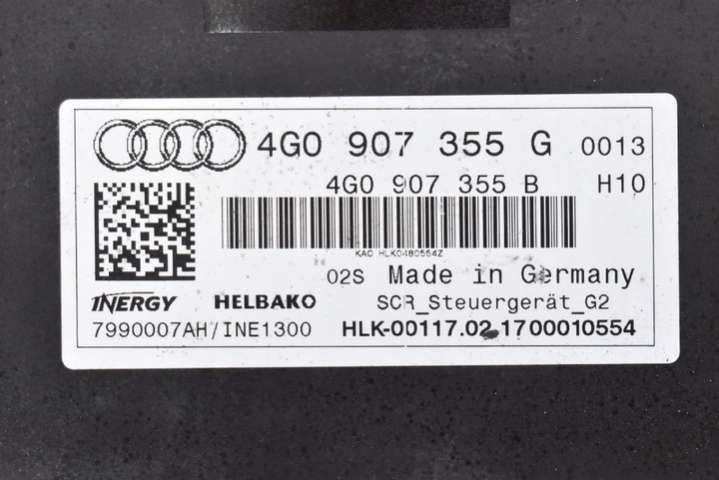 4G0 907 355 G 0013
4G0 907 355 B H10
KAC HLK0480554Z
02S Made in Germany
INERGY HELBAKO SCR_Steuergerät_G2
7990007AH/INE1300 HLK-00117.02 1700010554